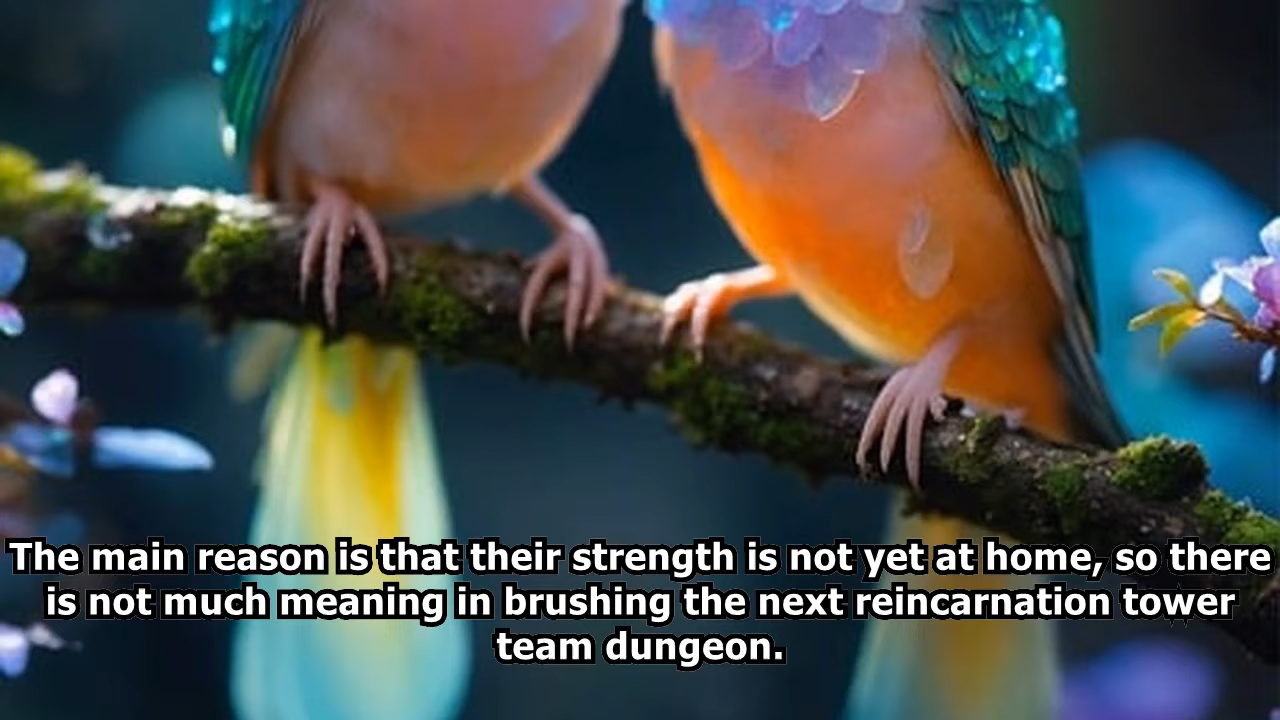 The main reason is that their strength is not yet at home, so there
is not much meaning in brushing the next reincarnation tower
team dungeon.